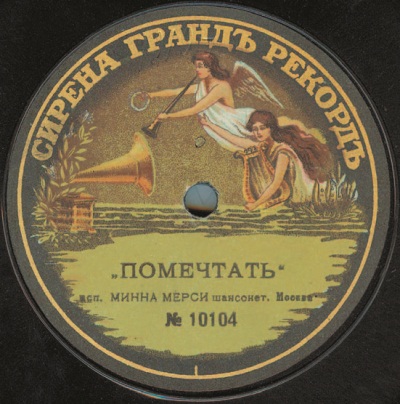 СИРЕНА ГРАНДЪ РЕКОРДЪ
„ПОМЕЧТАТЬ“
исп. МИННА МЕРСИ шансонет. Москва
№ 10104
I